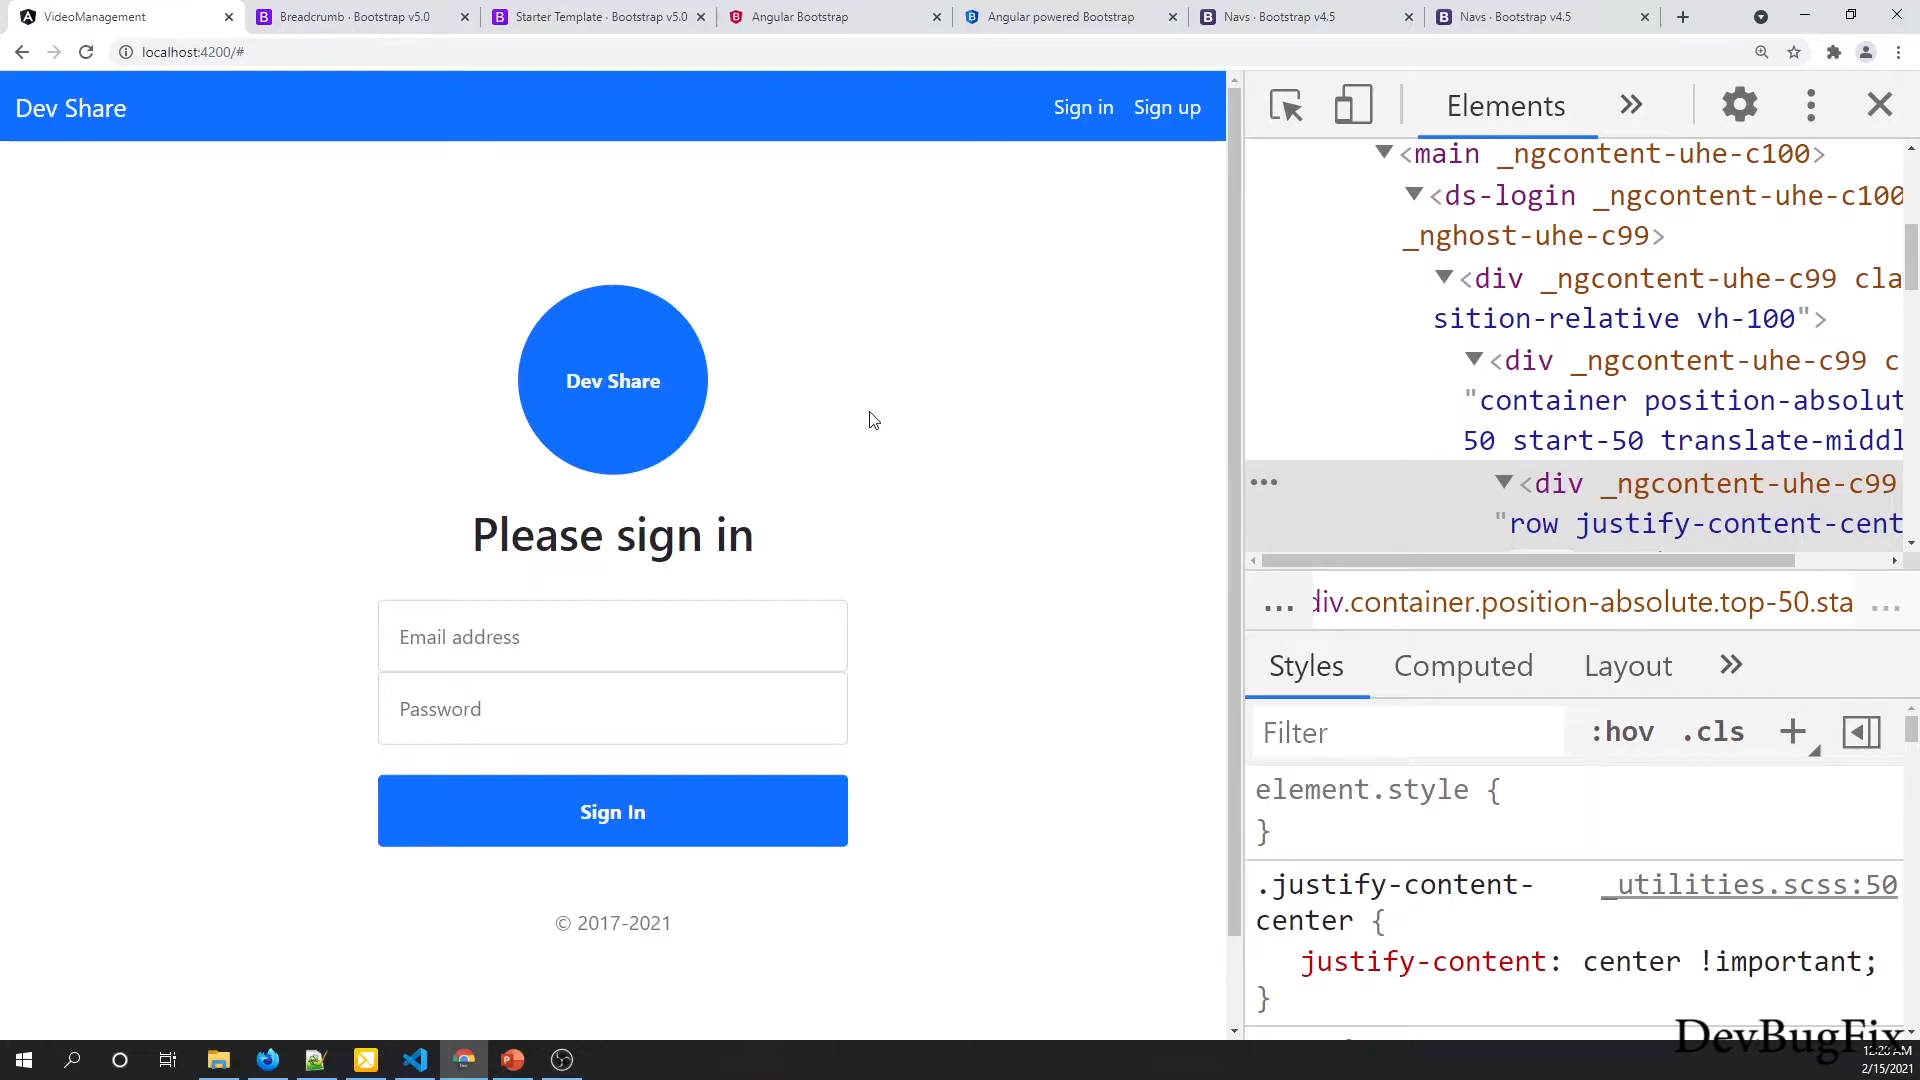 VideoManagement
Breadcrumb · Bootstrap v5.0
Starter Template · Bootstrap v5.0
Angular Bootstrap
Angular powered Bootstrap
Navs · Bootstrap v4.5
Navs · Bootstrap v4.5
localhost:4200/#
Dev Share
Sign in
Sign up
Dev Share
Please sign in
Email address
Password
Sign In
© 2017-2021
Elements
<main _ngcontent-uhe-c100>
<ds-login _ngcontent-uhe-c100
_nghost-uhe-c99>
<div _ngcontent-uhe-c99 cla
sition-relative vh-100">
<div _ngcontent-uhe-c99 c
"container position-absolut
50 start-50 translate-middl
<div _ngcontent-uhe-c99
"row justify-content-cent
... div.container.position-absolute.top-50.sta ...
Styles
Computed
Layout
Filter
:hov
.cls
element.style {
}
.justify-content-
_utilities.scss:50
center {
justify-content: center !important;
}
DevBugFix
12:20 AM
2/15/2021